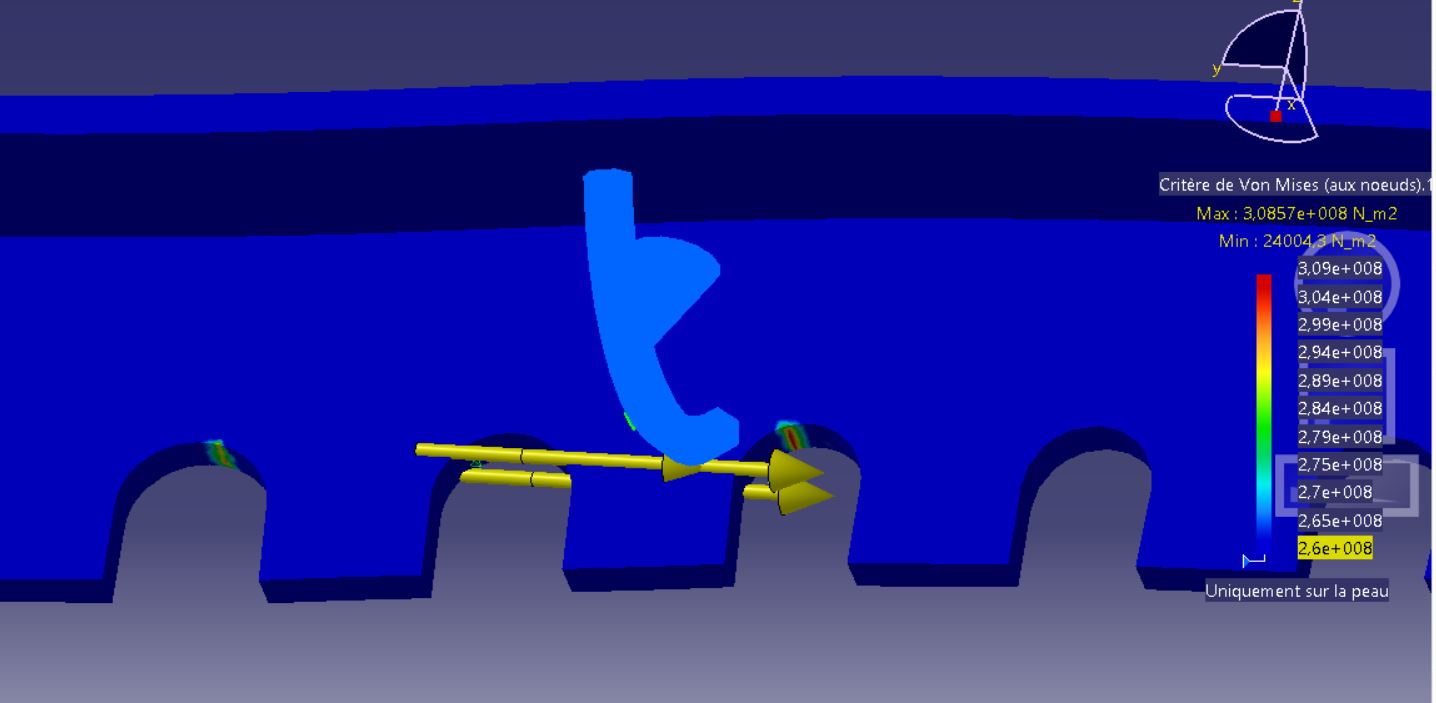 z
y
x
Critère de Von Mises (aux noeuds).1
Max : 3,0857e+008 N_m2
Min : 24004,3 N_m2
3,09e+008
3,04e+008
2,99e+008
2,94e+008
2,89e+008
2,84e+008
2,79e+008
2,75e+008
2,7e+008
2,65e+008
2,6e+008
Uniquement sur la peau